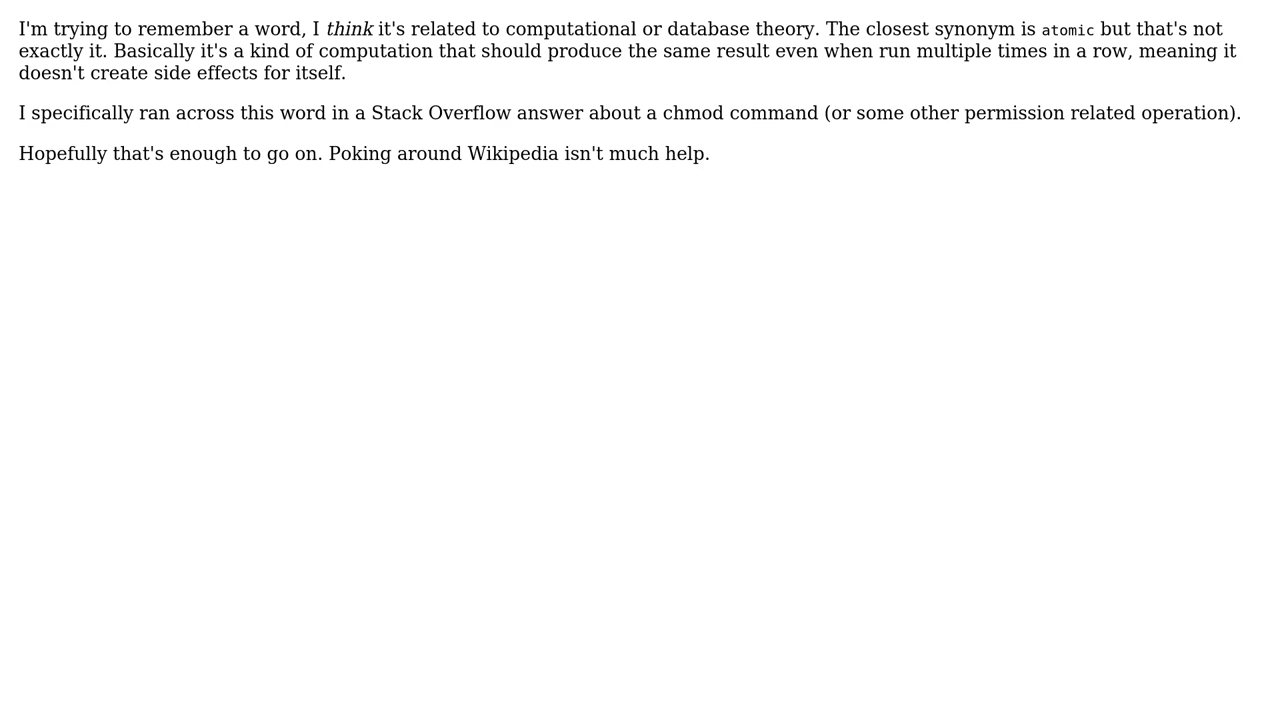 I'm trying to remember a word, I think it's related to computational or database theory. The closest synonym is atomic but that's not
exactly it. Basically it's a kind of computation that should produce the same result even when run multiple times in a row, meaning it
doesn't create side effects for itself.
I specifically ran across this word in a Stack Overflow answer about a chmod command (or some other permission related operation).
Hopefully that's enough to go on. Poking around Wikipedia isn't much help.